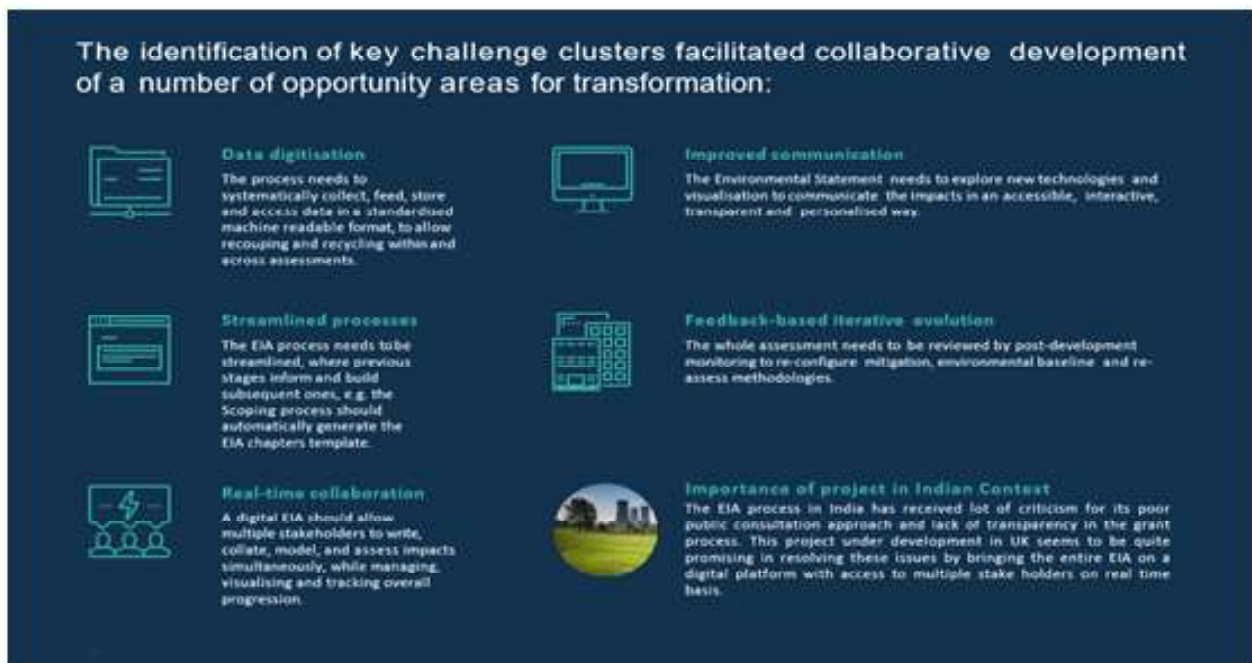 The identification of key challenge clusters facilitated collaborative development
of a number of opportunity areas for transformation:
Data digitisation
The process needs to
systematically collect, feed, store
and access data in a standardised
machine readable format, to allow
recouping and recycling within and
across assessments.
Streamlined processes
The EIA process needs to be
streamlined, where previous
stages inform and build
subsequent ones, e.g. the
Scoping process should
automatically generate the
EIA chapters template.
Real-time collaboration
A digital EIA should allow
multiple stakeholders to write,
collate, model, and assess impacts
simultaneously, while managing,
visualising and tracking overall
progression.
Improved communication
The Environmental Statement needs to explore new technologies and
visualisation to communicate the impacts in an accessible, interactive,
transparent and personalised way.
Feedback-based iterative evolution
The whole assessment needs to be reviewed by post-development
monitoring to re-configure mitigation, environmental baseline and re-
assess methodologies.
Importance of project in Indian Context
The EIA process in India has received lot of criticism for its poor
public consultation approach and lack of transparency in the grant
process. This project under development in UK seems to be quite
promising in resolving these issues by bringing the entire EIA on a
digital platform with access to multiple stake holders on real time
basis.